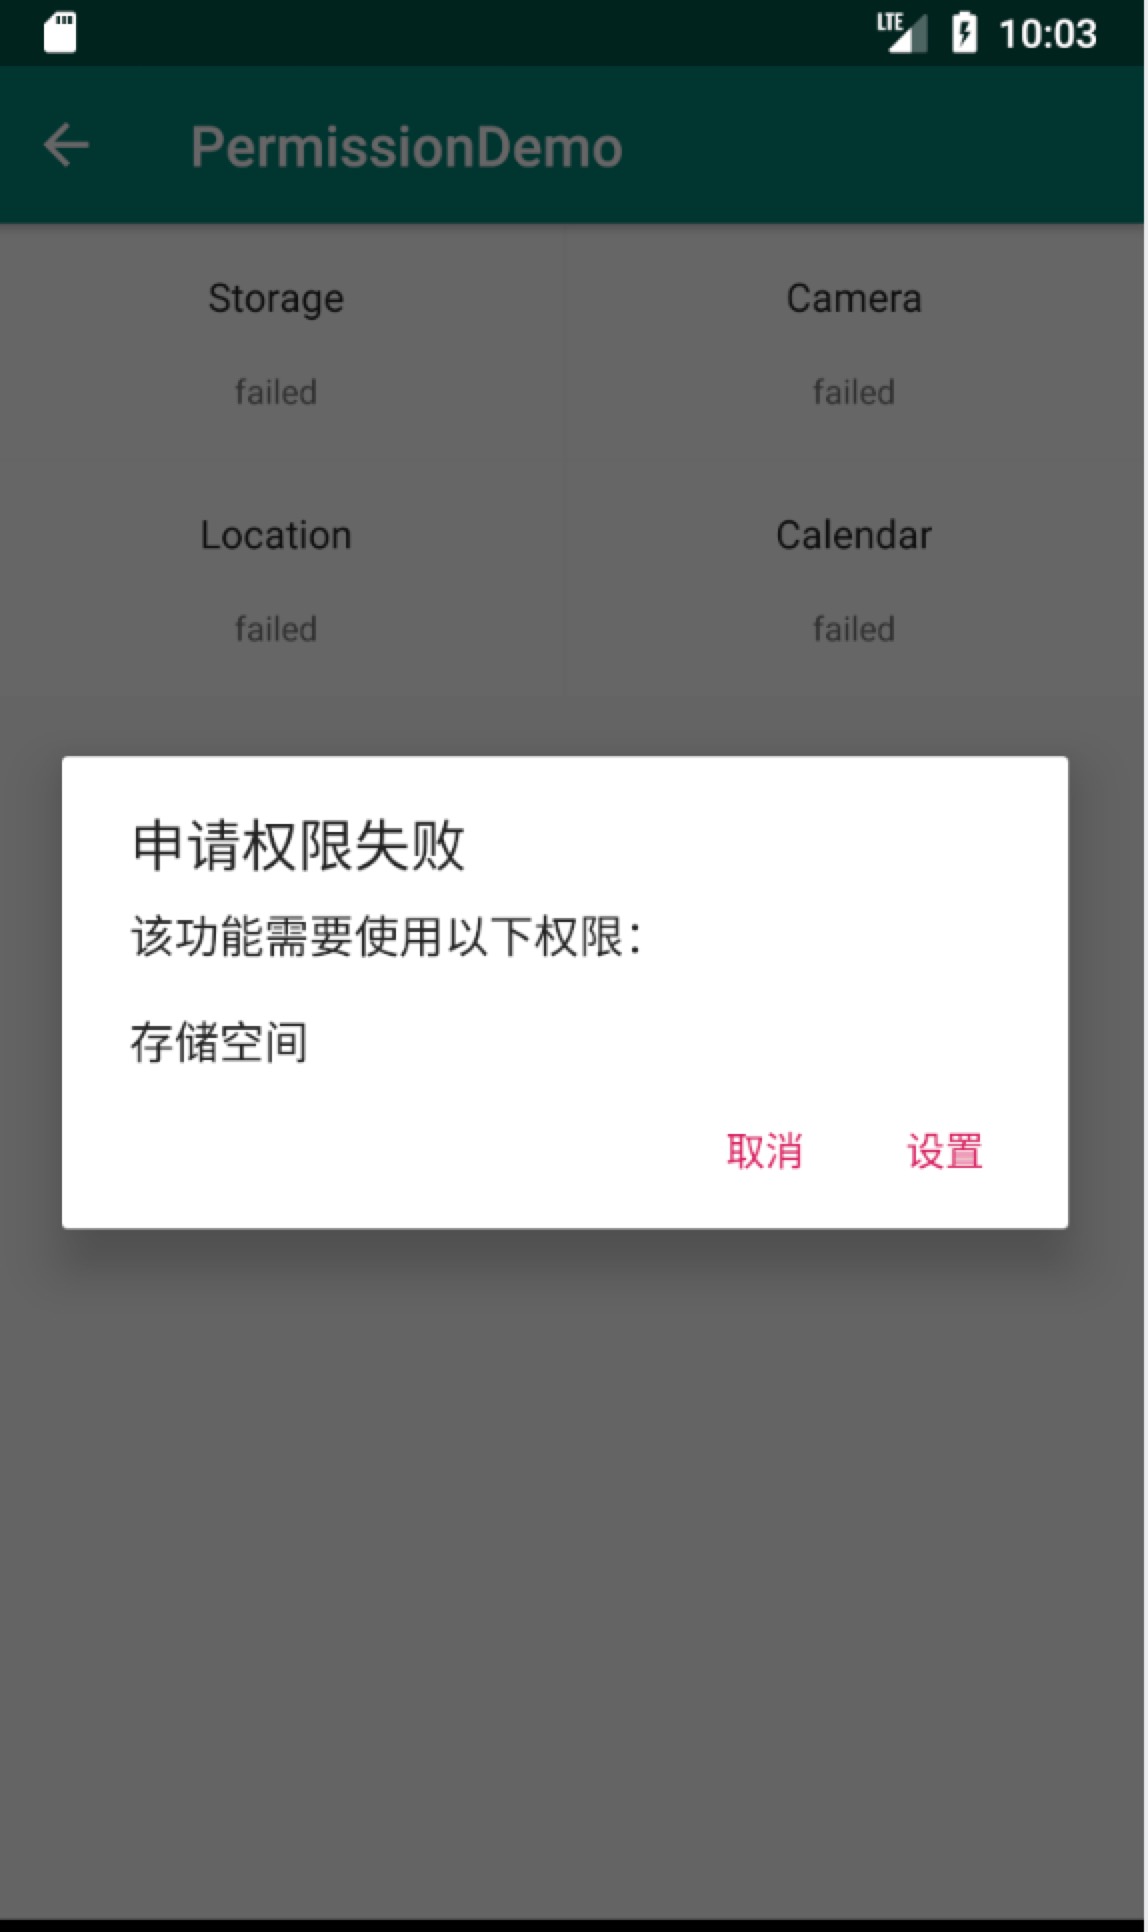 LTE 10:03
PermissionDemo
Storage Camera
failed failed
Location Calendar
failed failed
申请权限失败
该功能需要使用以下权限：
存储空间
取消 设置